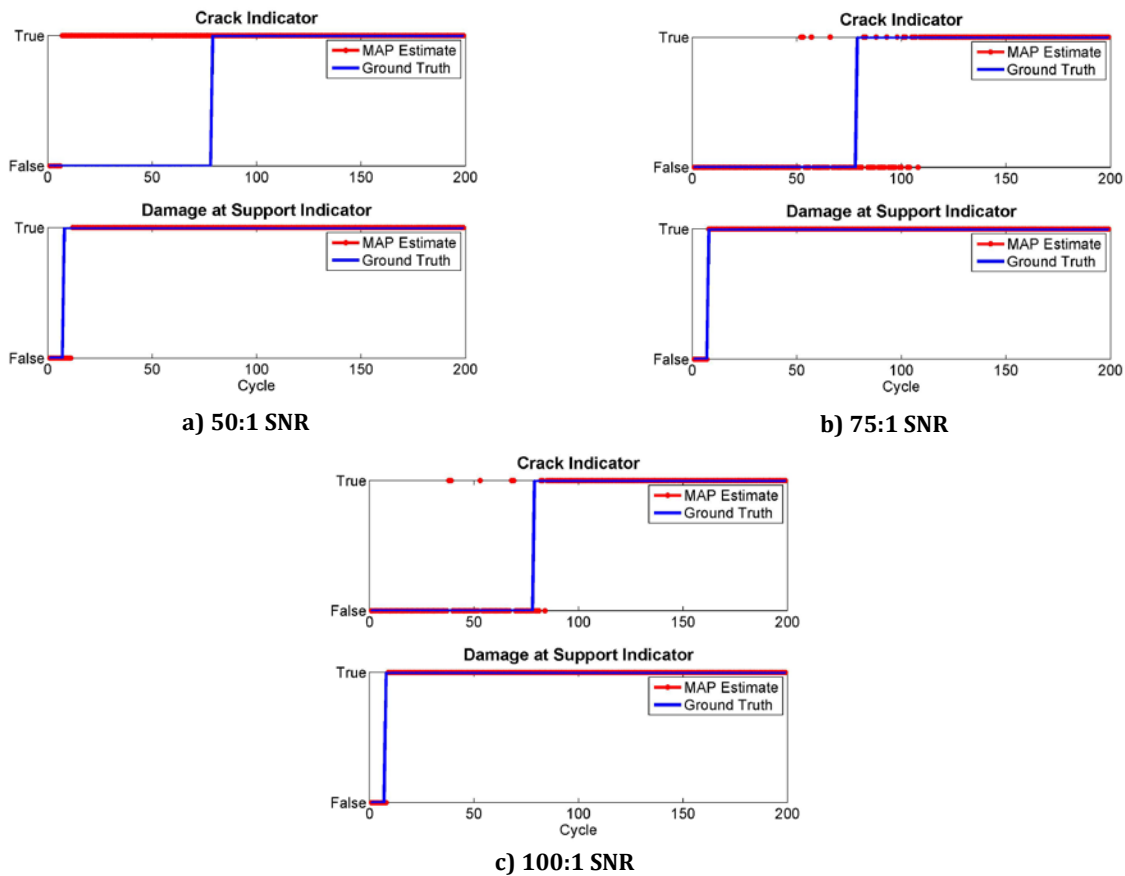 Crack Indicator
True
MAP Estimate
Ground Truth
False
0 50 100 150 200
Damage at Support Indicator
True
MAP Estimate
Ground Truth
False
0 50 100 150 200
Cycle
a) 50:1 SNR
Crack Indicator
True
MAP Estimate
Ground Truth
False
0 50 100 150 200
Damage at Support Indicator
True
MAP Estimate
Ground Truth
False
0 50 100 150 200
Cycle
b) 75:1 SNR
Crack Indicator
True
MAP Estimate
Ground Truth
False
0 50 100 150 200
Damage at Support Indicator
True
MAP Estimate
Ground Truth
False
0 50 100 150 200
Cycle
c) 100:1 SNR